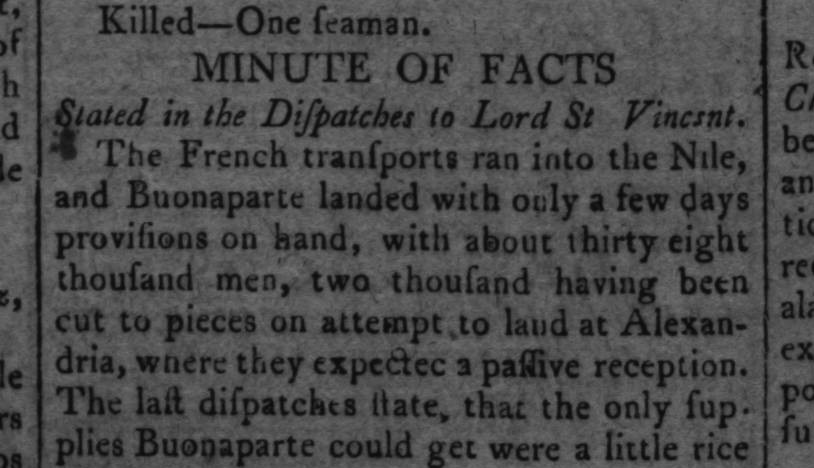 Killed—One ſeaman.
MINUTE OF FACTS
Stated in the Diſpatches to Lord St Vincsnt.
The French tranſports ran into the Nile,
and Buonaparte landed with only a few days
proviſions on hand, with about thirty eight
thouſand men, two thouſand having been
cut to pieces on attempt to land at Alexan-
dria, wnere they expectec a paſſive reception.
The laſt diſpatches ſtate, that the only ſup-
plies Buonaparte could get were a little rice